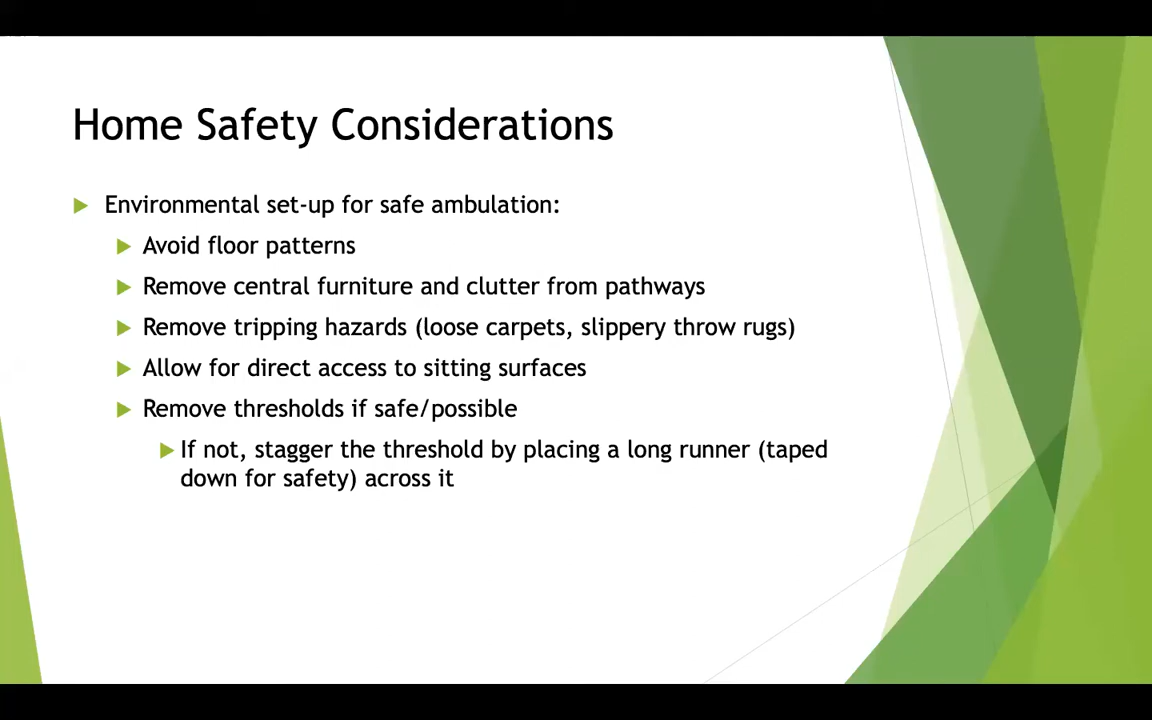 Home Safety Considerations
Environmental set-up for safe ambulation:
Avoid floor patterns
Remove central furniture and clutter from pathways
Remove tripping hazards (loose carpets, slippery throw rugs)
Allow for direct access to sitting surfaces
Remove thresholds if safe/possible
If not, stagger the threshold by placing a long runner (taped
down for safety) across it